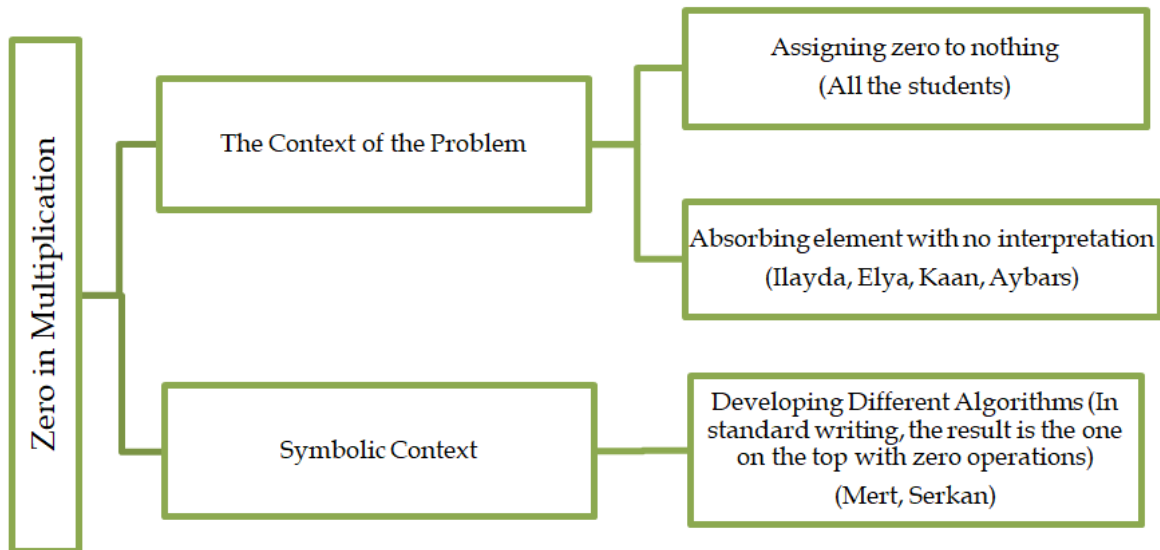 Zero in Multiplication
The Context of the Problem
Assigning zero to nothing
(All the students)
Absorbing element with no interpretation
(Ilayda, Elya, Kaan, Aybars)
Symbolic Context
Developing Different Algorithms (In
standard writing, the result is the one
on the top with zero operations)
(Mert, Serkan)